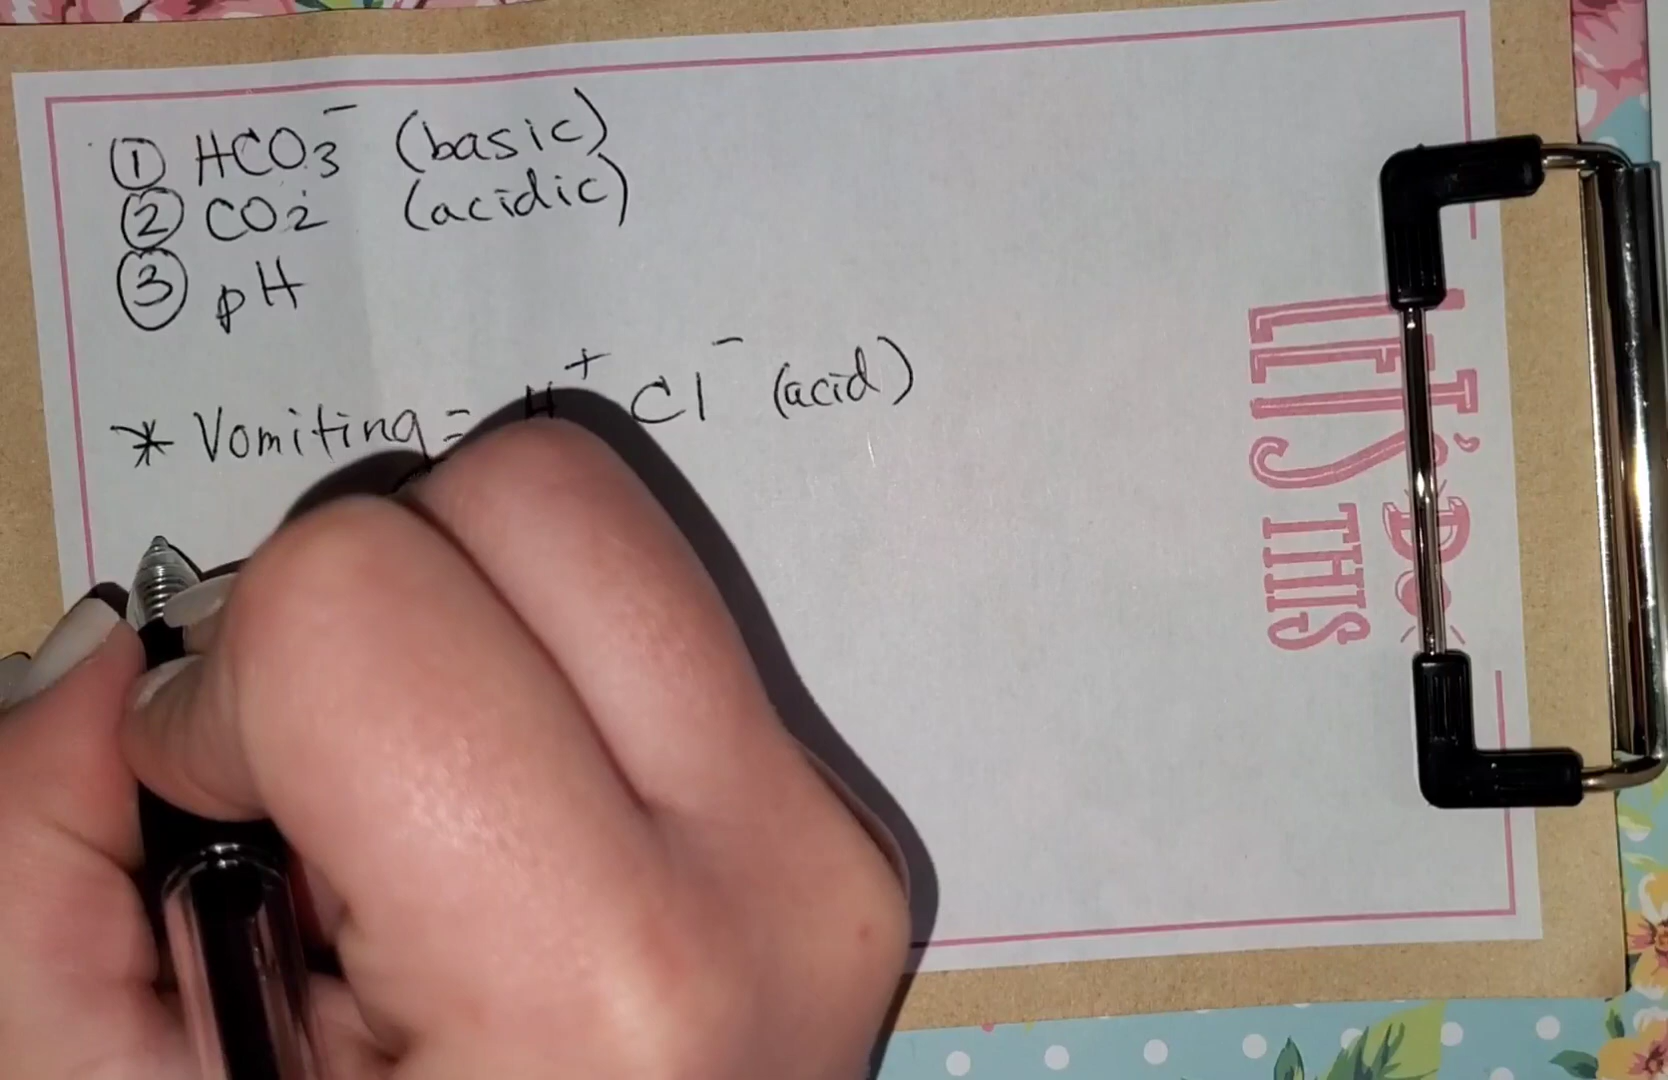 ① HCO3⁻ (basic)
② CO2 (acidic)
③ pH
* Vomiting = H⁺ Cl⁻ (acid)
LET'S DO
THIS